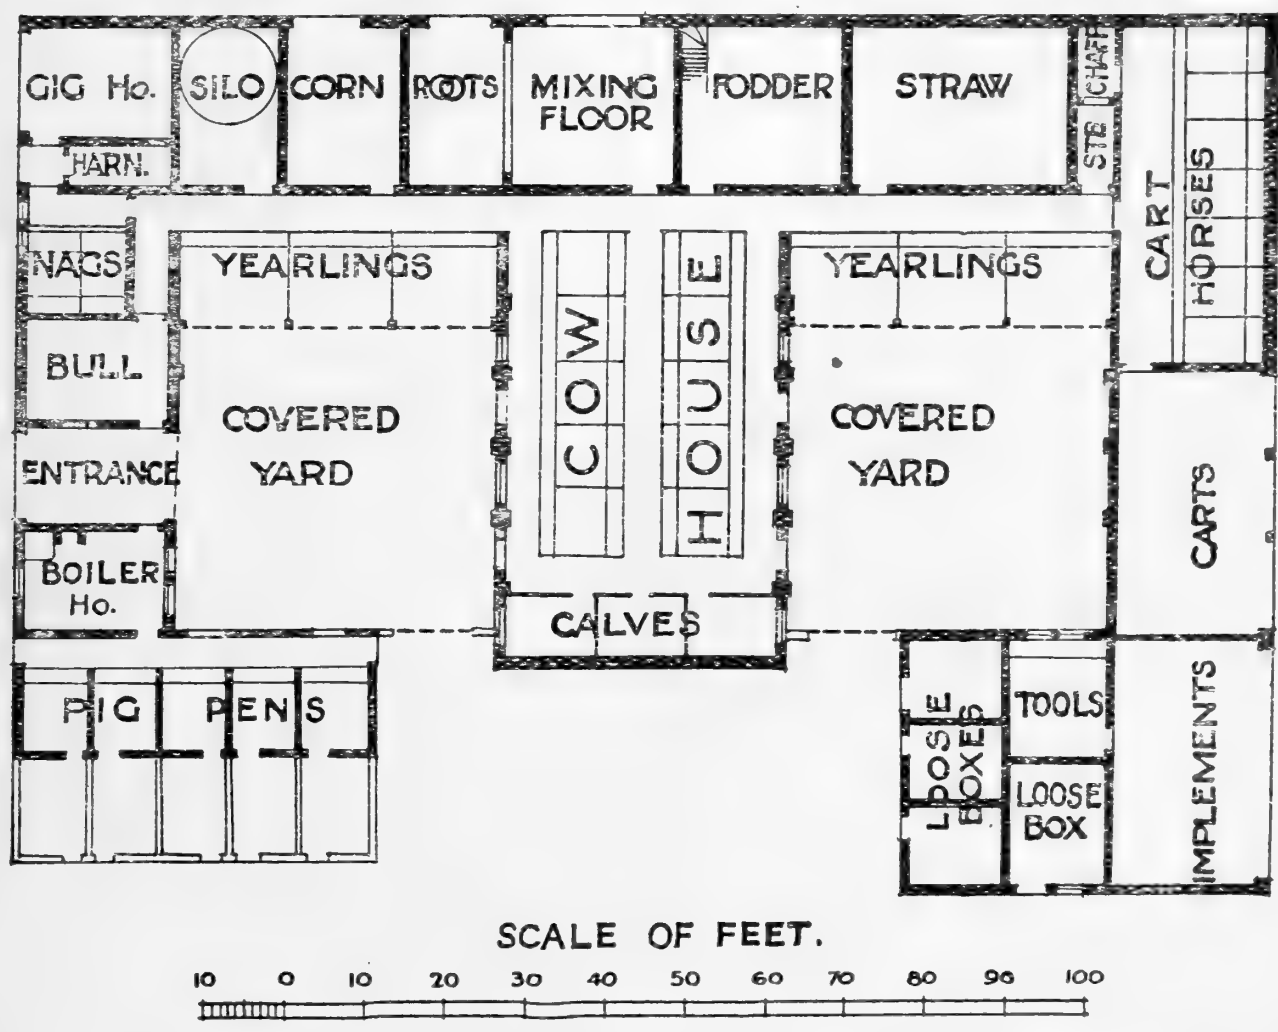 GIG Ho.
SILO
CORN
ROOTS
MIXING
FLOOR
FODDER
STRAW
CHAFF
STB
HARN.
CART
HORSES
NAGS
YEARLINGS
COW
HOUSE
YEARLINGS
BULL
COVERED
YARD
COVERED
YARD
ENTRANCE
CARTS
BOILER
Ho.
CALVES
PIG PENS
LOOSE
BOXES
TOOLS
LOOSE
BOX
IMPLEMENTS
SCALE OF FEET.
10 0 10 20 30 40 50 60 70 80 90 100